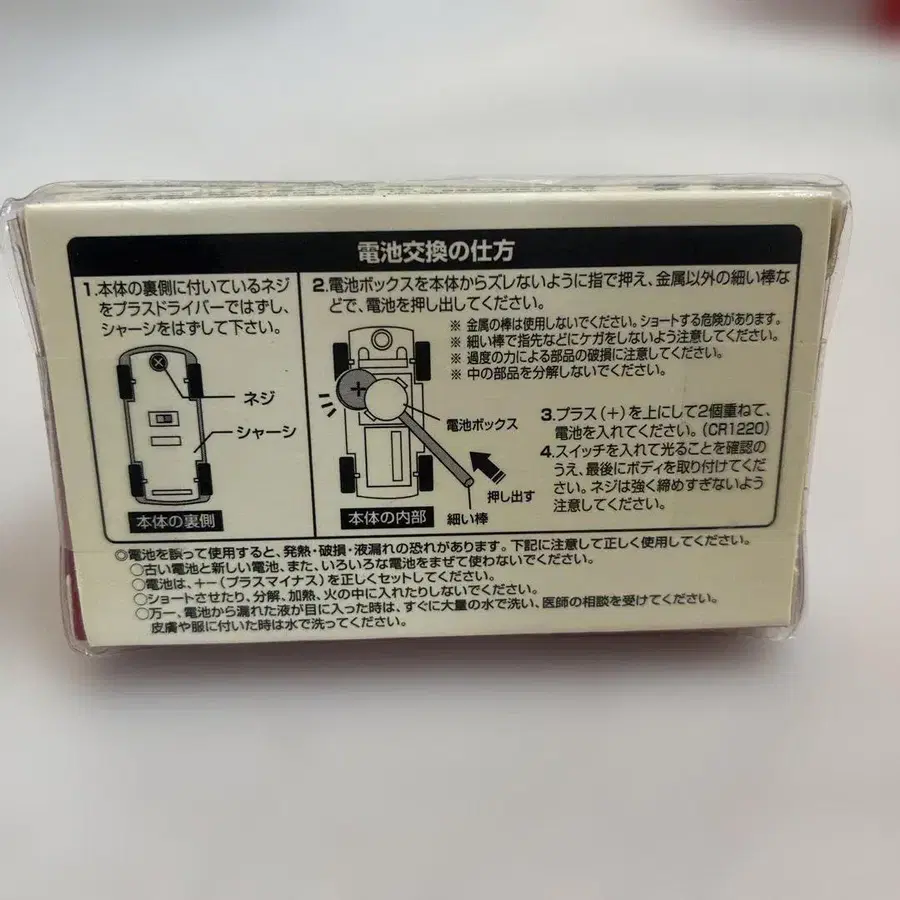 電池交換の仕方
1.本体の裏側に付いているネジ
をプラスドライバーではずし、
シャーシをはずして下さい。
ネジ
シャーシ
本体の裏側
2.電池ボックスを本体からズレないように指で押え、金属以外の細い棒な
どで、電池を押し出してください。
※ 金属の棒は使用しないでください。ショートする危険があります。
※ 細い棒で指先などにケガをしないよう注意してください。
※ 過度の力による部品の破損に注意してください。
※ 中の部品を分解しないでください。
電池ボックス
押し出す
細い棒
本体の内部
3.プラス(+)を上にして2個重ねて、
電池を入れてください。(CR1220)
4.スイッチを入れて光ることを確認の
うえ、最後にボディを取り付けてくだ
さい。ネジは強く締めすぎないよう
注意してください。
◎電池を誤って使用すると、発熱・破損・液漏れの恐れがあります。下記に注意して正しく使用してください。
○古い電池と新しい電池、また、いろいろな電池をまぜて使わないでください。
○電池は、+−(プラスマイナス)を正しくセットしてください。
○ショートさせたり、分解、加熱、火の中に入れたりしないでください。
○万一、電池から漏れた液が目に入った時は、すぐに大量の水で洗い、医師の相談を受けてください。
皮膚や服に付いた時は水で洗ってください。